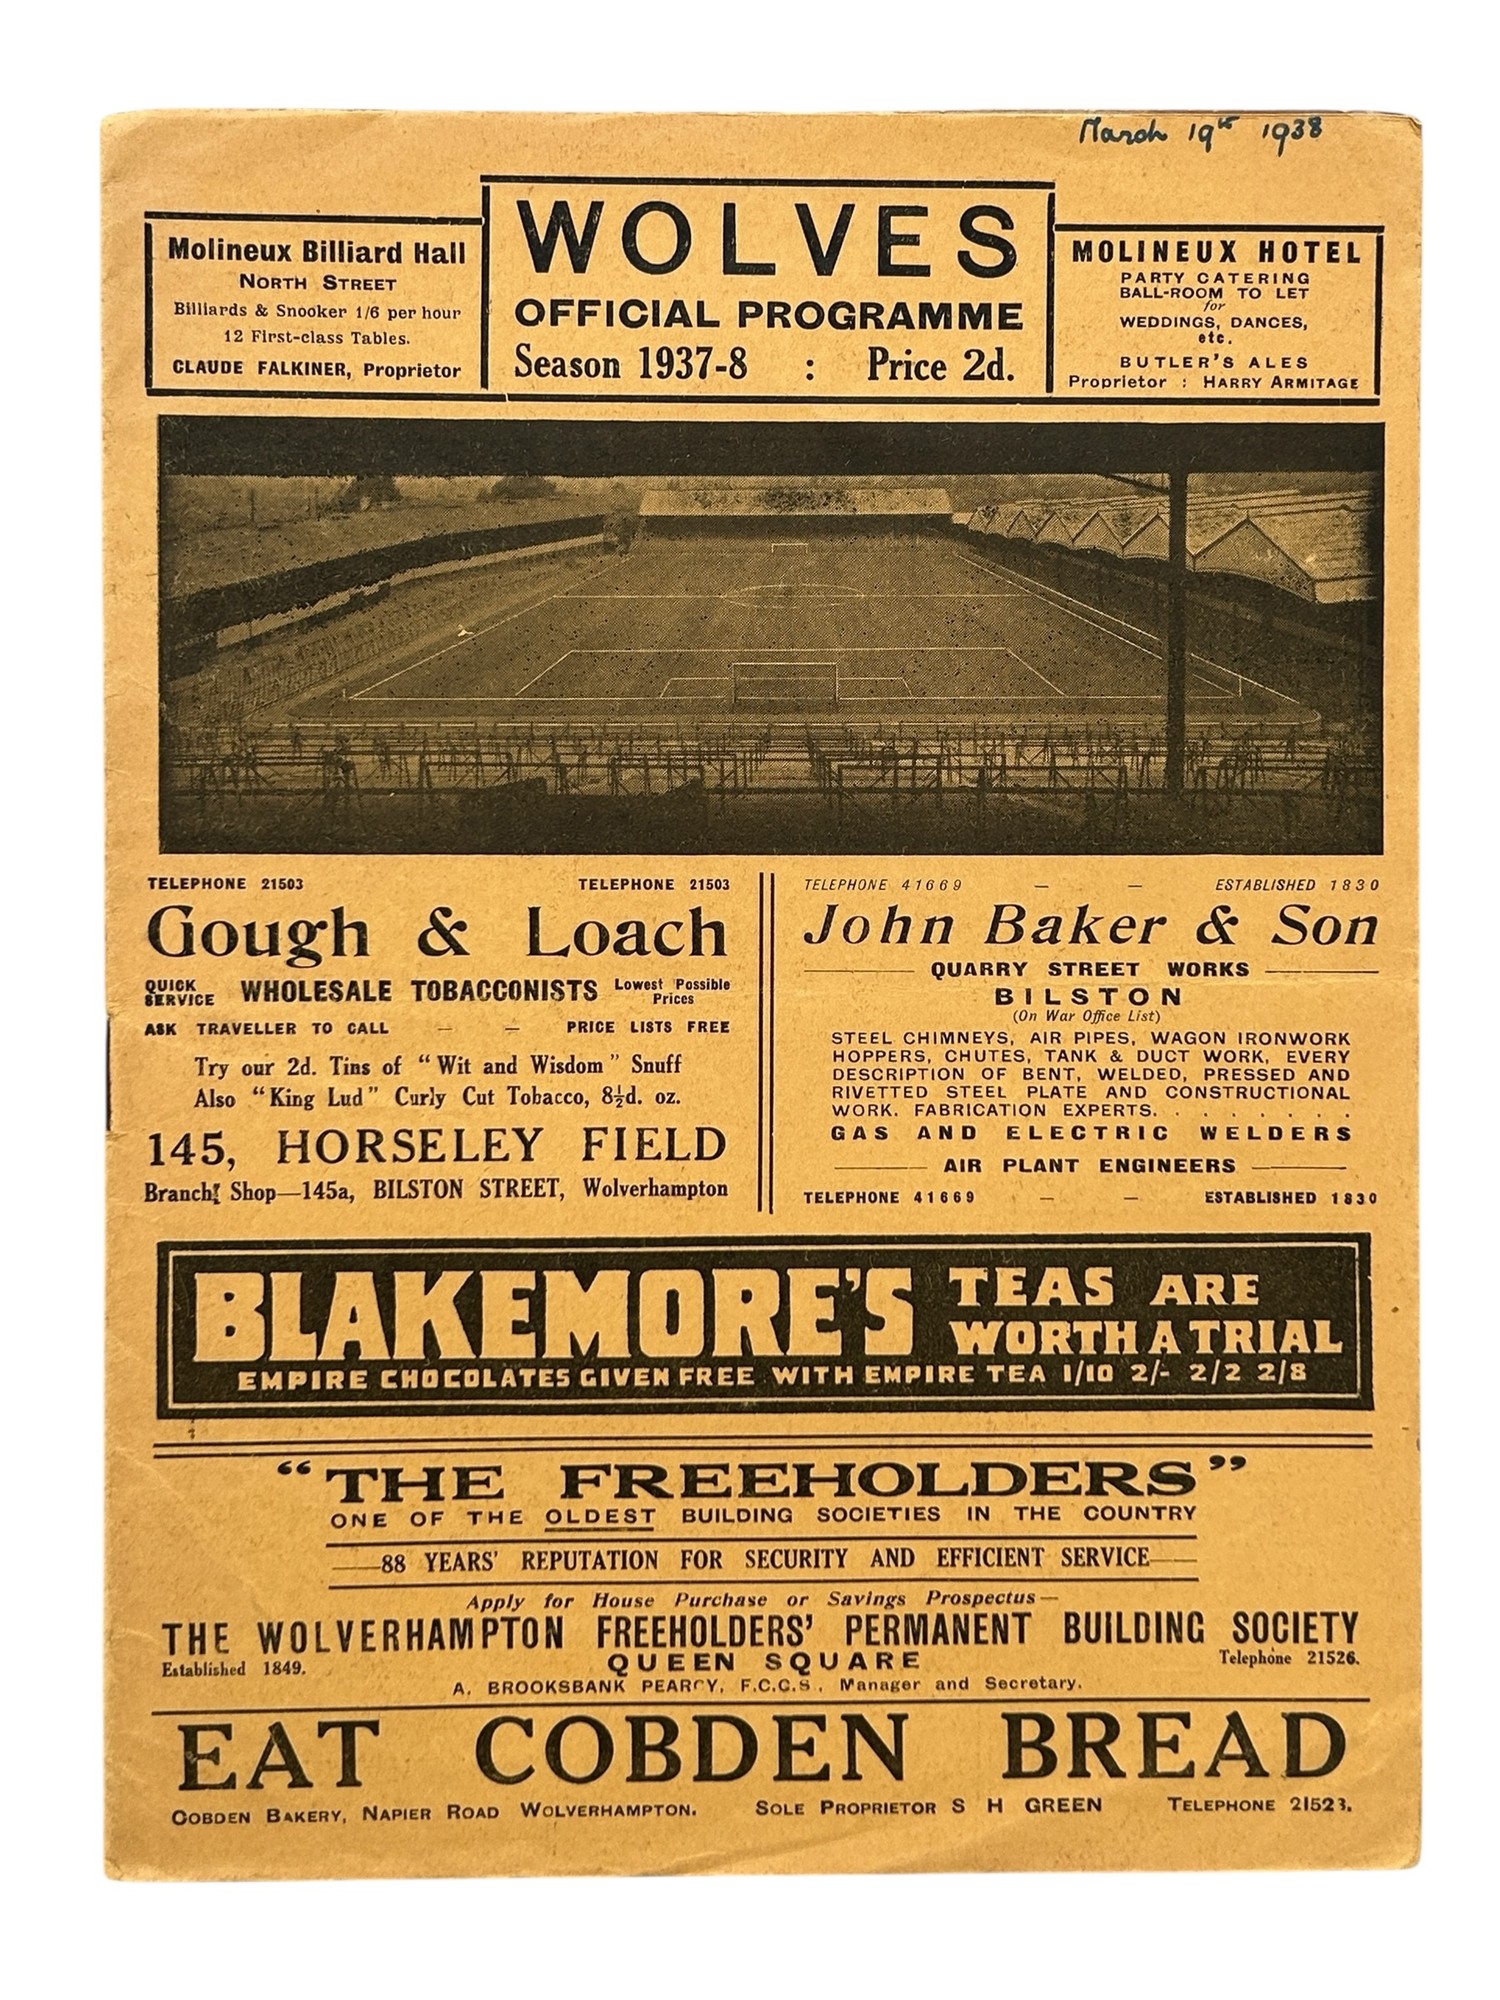 March 19th 1938
Molineux Billiard Hall
NORTH STREET
Billiards & Snooker 1/6 per hour
12 First-class Tables.
CLAUDE FALKINER, Proprietor
WOLVES
OFFICIAL PROGRAMME
Season 1937-8 : Price 2d.
MOLINEUX HOTEL
PARTY CATERING
BALL-ROOM TO LET
for
WEDDINGS, DANCES,
etc.
BUTLER'S ALES
Proprietor : HARRY ARMITAGE
TELEPHONE 21503 TELEPHONE 21503
Gough & Loach
QUICK SERVICE WHOLESALE TOBACCONISTS Lowest Possible Prices
ASK TRAVELLER TO CALL — — PRICE LISTS FREE
Try our 2d. Tins of "Wit and Wisdom" Snuff
Also "King Lud" Curly Cut Tobacco, 8½d. oz.
145, HORSELEY FIELD
Branch Shop—145a, BILSTON STREET, Wolverhampton
TELEPHONE 41669 — — ESTABLISHED 1830
John Baker & Son
QUARRY STREET WORKS
BILSTON
(On War Office List)
STEEL CHIMNEYS, AIR PIPES, WAGON IRONWORK
HOPPERS, CHUTES, TANK & DUCT WORK, EVERY
DESCRIPTION OF BENT, WELDED, PRESSED AND
RIVETTED STEEL PLATE AND CONSTRUCTIONAL
WORK. FABRICATION EXPERTS. . . . . . . .
GAS AND ELECTRIC WELDERS
AIR PLANT ENGINEERS
TELEPHONE 41669 — — ESTABLISHED 1830
BLAKEMORE'S TEAS ARE
WORTH A TRIAL
EMPIRE CHOCOLATES GIVEN FREE WITH EMPIRE TEA 1/10 2/- 2/2 2/8
"THE FREEHOLDERS"
ONE OF THE OLDEST BUILDING SOCIETIES IN THE COUNTRY
88 YEARS' REPUTATION FOR SECURITY AND EFFICIENT SERVICE
Apply for House Purchase or Savings Prospectus—
THE WOLVERHAMPTON FREEHOLDERS' PERMANENT BUILDING SOCIETY
Established 1849. QUEEN SQUARE Telephone 21526.
A. BROOKSBANK PEARCY, F.C.C.S., Manager and Secretary.
EAT COBDEN BREAD
COBDEN BAKERY, NAPIER ROAD WOLVERHAMPTON. SOLE PROPRIETOR S H GREEN TELEPHONE 21523.